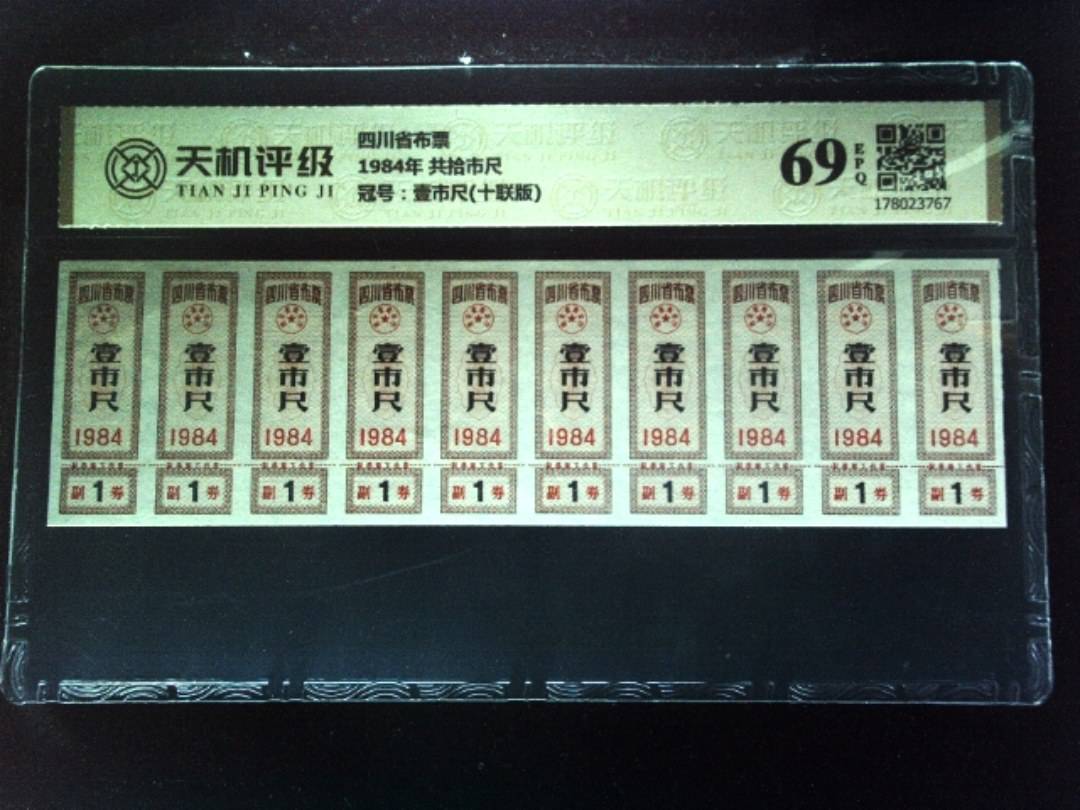 天机评级
TIAN JI PING JI
四川省布票
1984年 共拾市尺
冠号：壹市尺(十联版)
69
EPQ
178023767
四川省布票 四川省布票 四川省布票 四川省布票 四川省布票 四川省布票 四川省布票 四川省布票 四川省布票 四川省布票
壹市尺 壹市尺 壹市尺 壹市尺 壹市尺 壹市尺 壹市尺 壹市尺 壹市尺 壹市尺
1984 1984 1984 1984 1984 1984 1984 1984 1984 1984
副1券 副1券 副1券 副1券 副1券 副1券 副1券 副1券 副1券 副1券